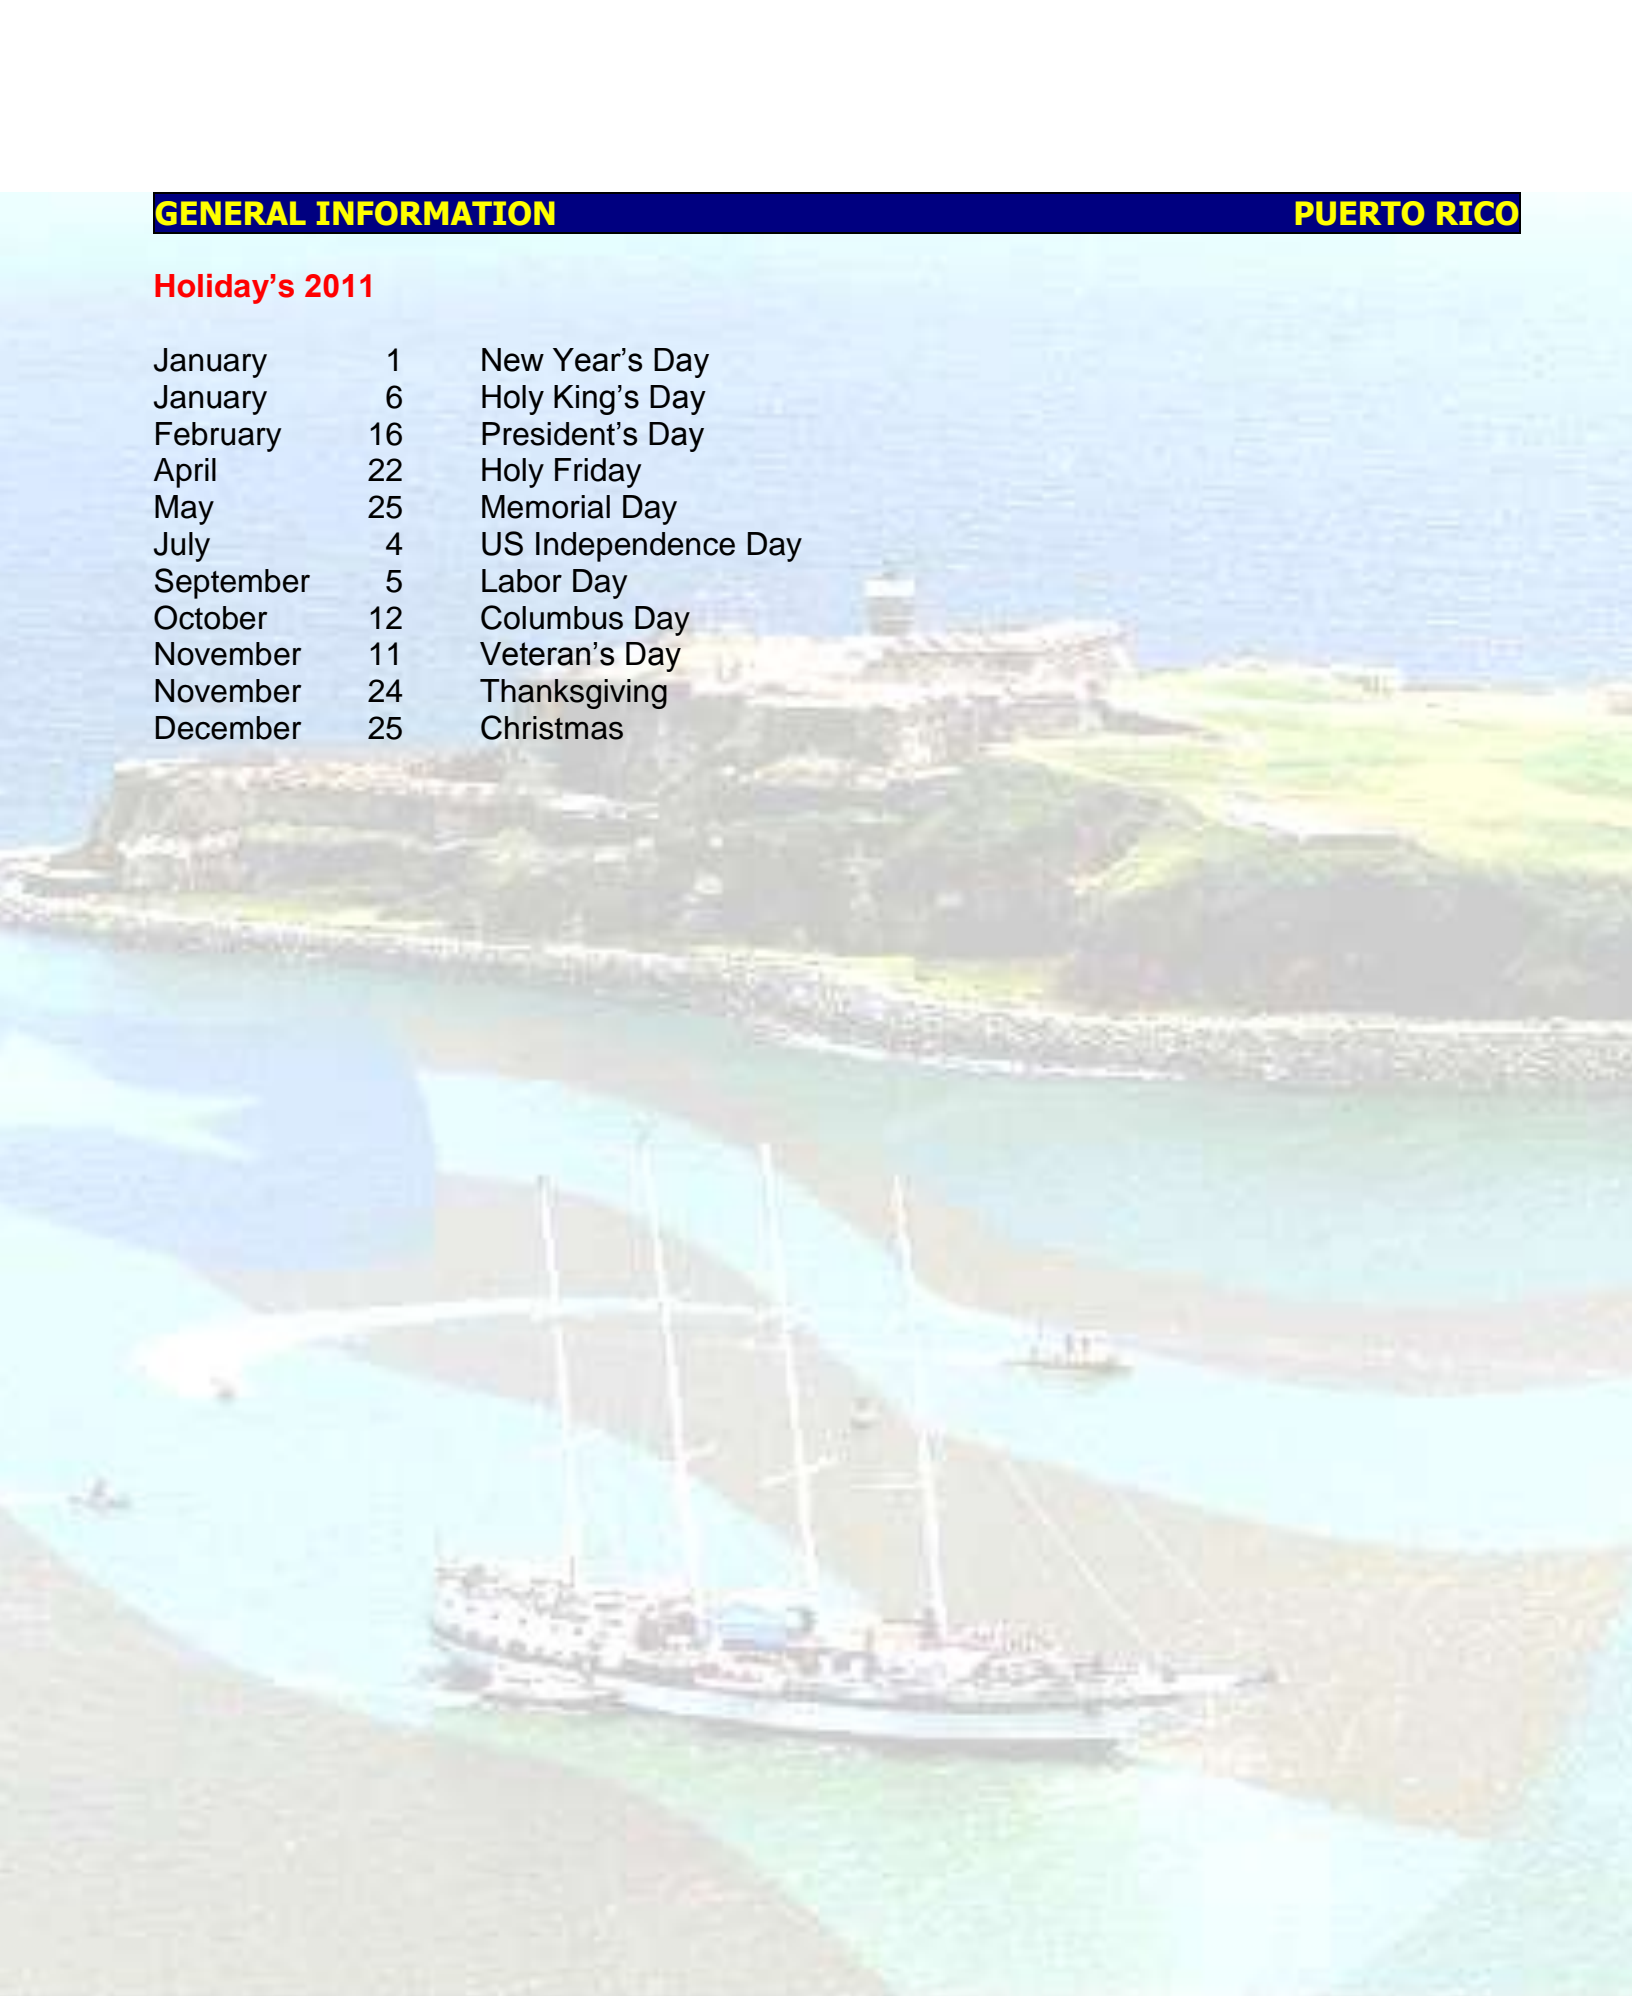 GENERAL INFORMATION PUERTO RICO
Holiday’s 2011
January 1 New Year’s Day
January 6 Holy King’s Day
February 16 President’s Day
April 22 Holy Friday
May 25 Memorial Day
July 4 US Independence Day
September 5 Labor Day
October 12 Columbus Day
November 11 Veteran’s Day
November 24 Thanksgiving
December 25 Christmas